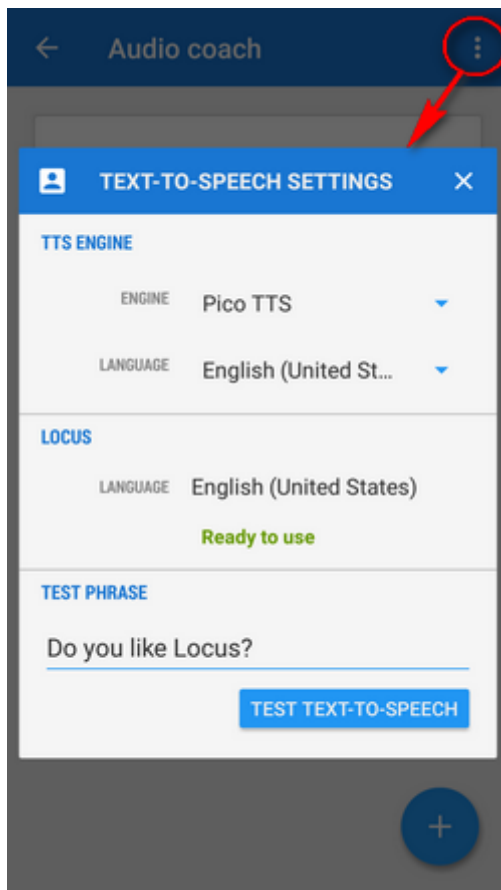 Audio coach
TEXT-TO-SPEECH SETTINGS
TTS ENGINE
ENGINE Pico TTS
LANGUAGE English (United St...
LOCUS
LANGUAGE English (United States)
Ready to use
TEST PHRASE
Do you like Locus?
TEST TEXT-TO-SPEECH